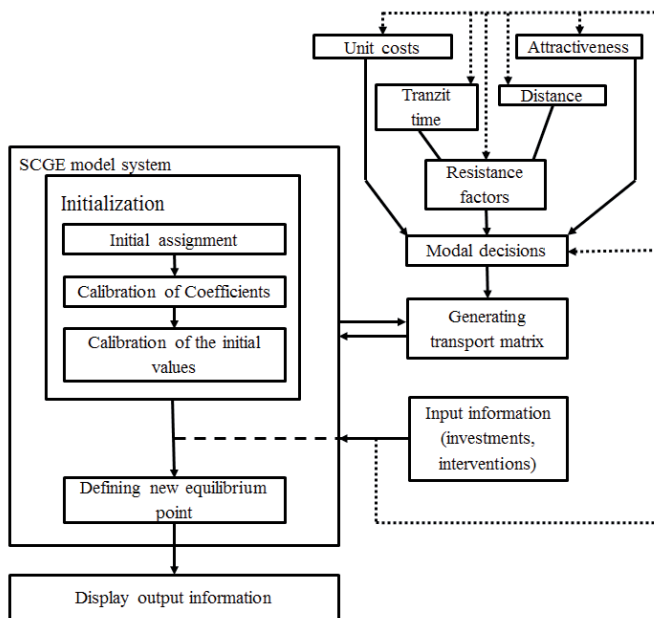 Unit costs
Attractiveness
Tranzit
time
Distance
Resistance
factors
Modal decisions
Generating
transport matrix
Input information
(investments,
interventions)
SCGE model system
Initialization
Initial assignment
Calibration of Coefficients
Calibration of the initial
values
Defining new equilibrium
point
Display output information